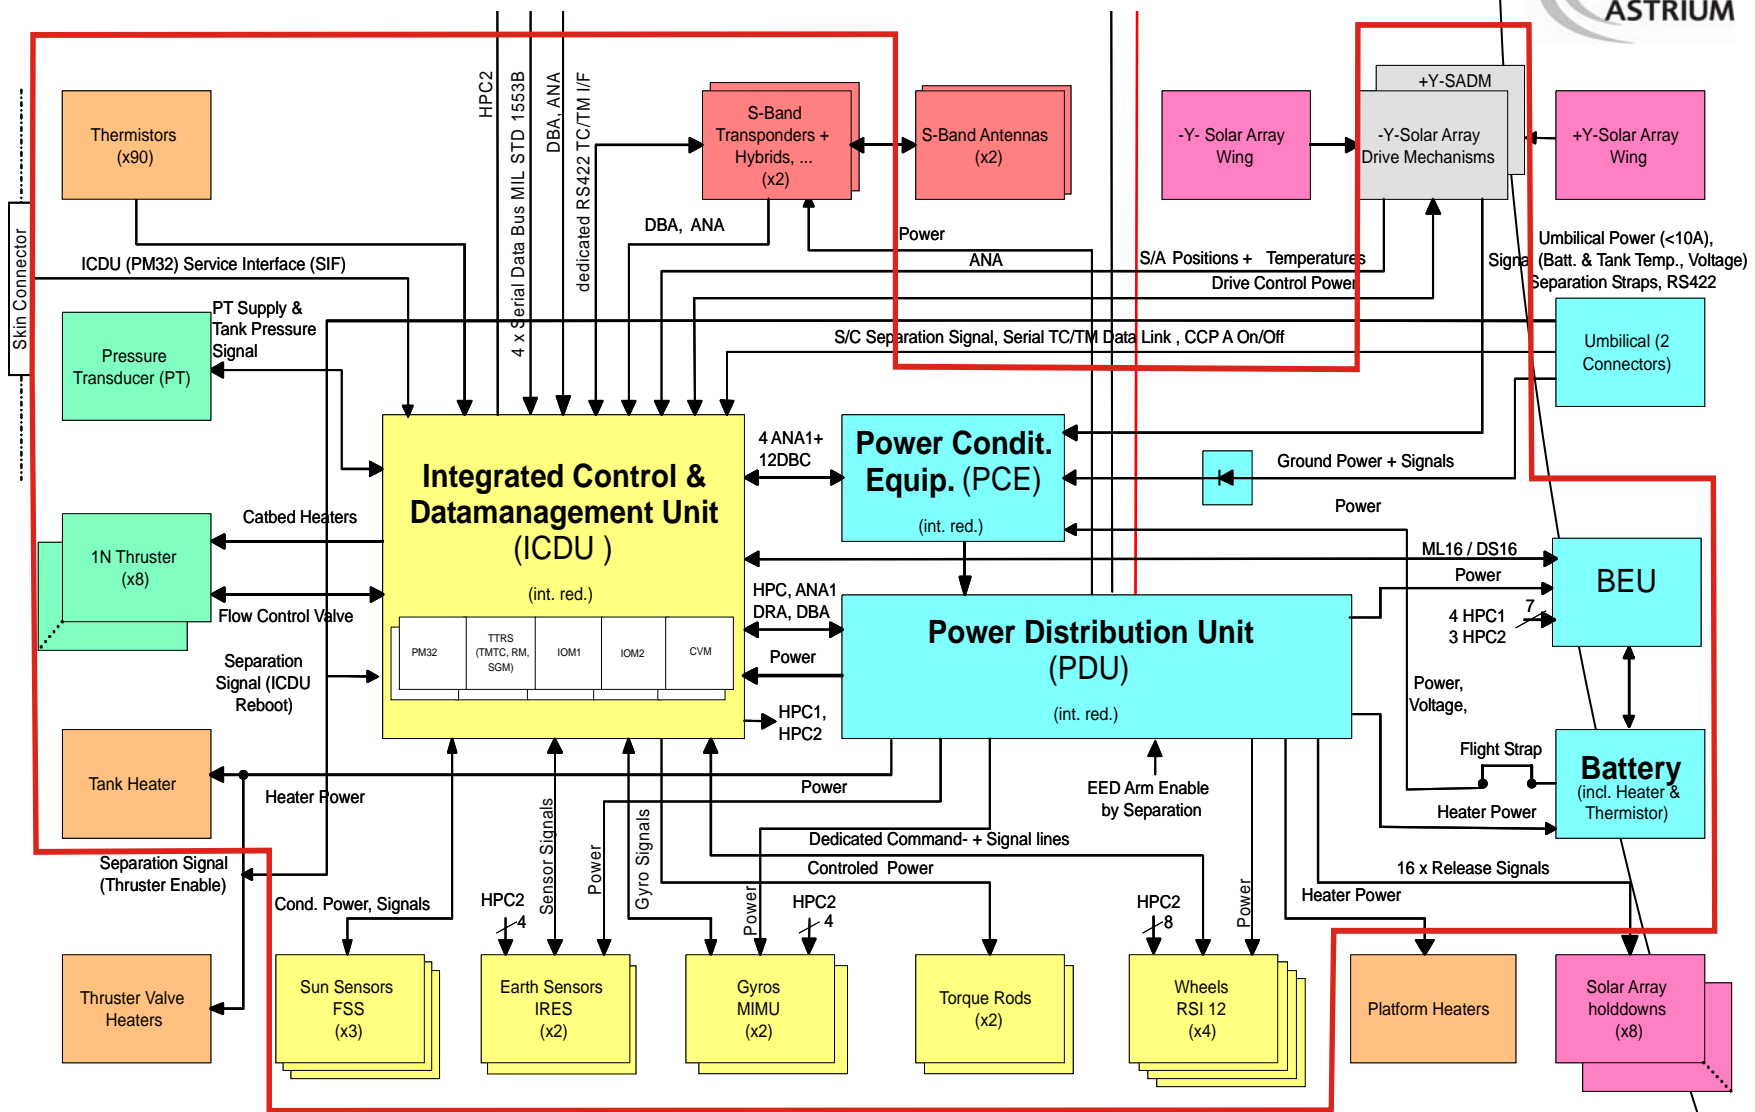 ASTRIUM
HPC2
4 x Serial Data Bus MIL STD 1553B
DBA, ANA
dedicated RS422 TC/TM I/F
Thermistors
(x90)
S-Band
Transponders +
Hybrids, ...
(x2)
S-Band Antennas
(x2)
-Y- Solar Array
Wing
+Y-SADM
-Y-Solar Array
Drive Mechanisms
+Y-Solar Array
Wing
Skin Connector
ICDU (PM32) Service Interface (SIF)
DBA, ANA
Power
ANA
S/A Positions + Temperatures
Drive Control Power
Umbilical Power (<10A),
Signal (Batt. & Tank Temp., Voltage)
Separation Straps, RS422
PT Supply &
Tank Pressure
Signal
Pressure
Transducer (PT)
S/C Separation Signal, Serial TC/TM Data Link , CCP A On/Off
Umbilical (2
Connectors)
Integrated Control &
Datamanagement Unit
(ICDU )
(int. red.)
4 ANA1+
12DBC
Power Condit.
Equip. (PCE)
(int. red.)
Ground Power + Signals
Power
Catbed Heaters
1N Thruster
(x8)
Flow Control Valve
ML16 / DS16
Power
BEU
7
4 HPC1
3 HPC2
HPC, ANA1
DRA, DBA
Power
Power Distribution Unit
(PDU)
(int. red.)
PM32
TTRS
(TMTC, RM,
SGM)
IOM1
IOM2
CVM
Separation
Signal (ICDU
Reboot)
HPC1,
HPC2
Power,
Voltage,
Flight Strap
Battery
(incl. Heater &
Thermistor)
Tank Heater
Heater Power
Power
EED Arm Enable
by Separation
Heater Power
Sensor Signals
Power
Gyro Signals
Dedicated Command- + Signal lines
Controled Power
16 x Release Signals
Heater Power
Separation Signal
(Thruster Enable)
Cond. Power, Signals
HPC2
4
Power
HPC2
4
HPC2
8
Power
Thruster Valve
Heaters
Sun Sensors
FSS
(x3)
Earth Sensors
IRES
(x2)
Gyros
MIMU
(x2)
Torque Rods
(x2)
Wheels
RSI 12
(x4)
Platform Heaters
Solar Array
holddowns
(x8)